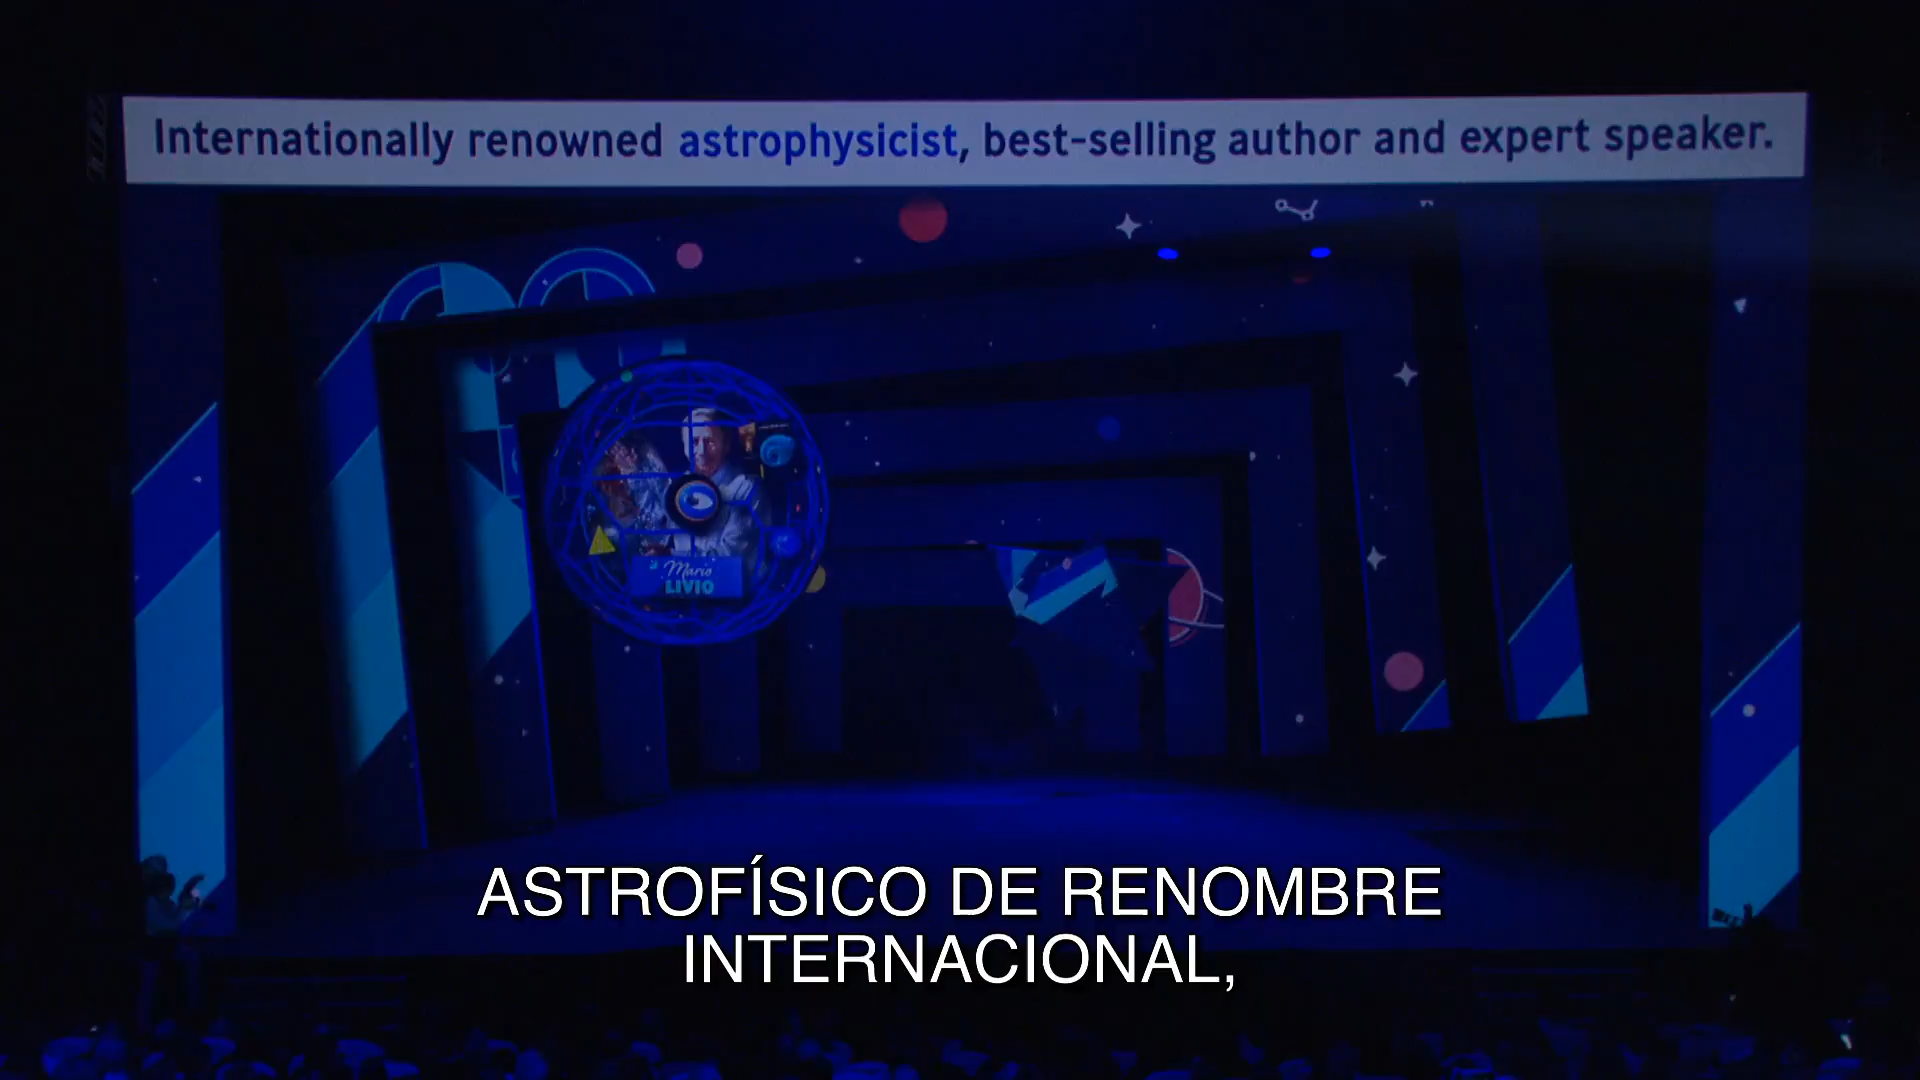 Internationally renowned astrophysicist, best-selling author and expert speaker.
Mario
LIVIO
ASTROFÍSICO DE RENOMBRE
INTERNACIONAL,